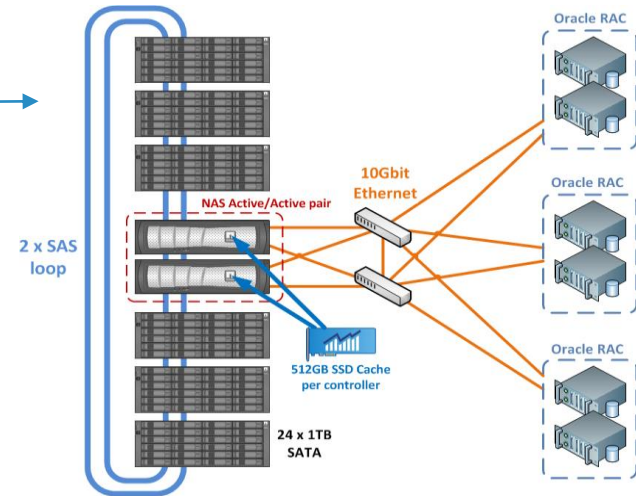 Oracle RAC
10Gbit
Ethernet
NAS Active/Active pair
Oracle RAC
2 x SAS
loop
Oracle RAC
512GB SSD Cache
per controller
24 x 1TB
SATA